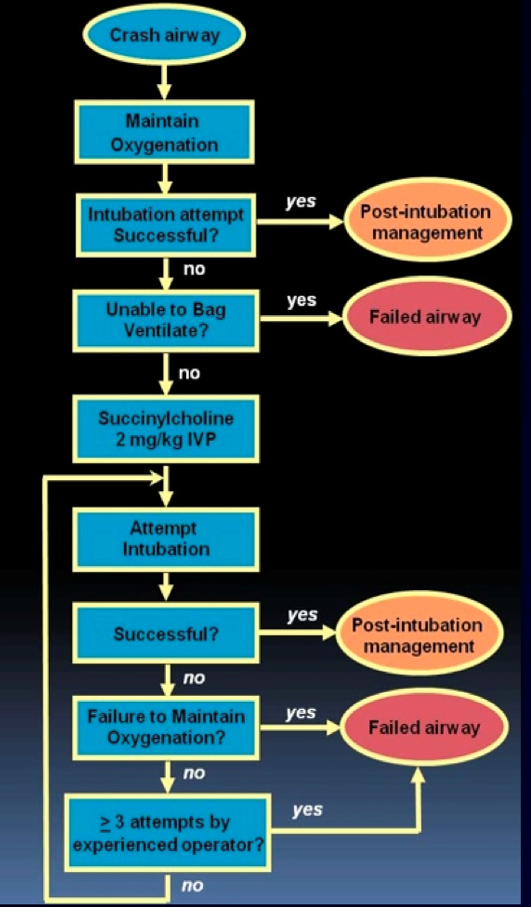 Crash airway
Maintain
Oxygenation
Intubation attempt
Successful?
yes
Post-intubation
management
no
Unable to Bag
Ventilate?
yes
Failed airway
no
Succinylcholine
2 mg/kg IVP
Attempt
Intubation
Successful?
yes
Post-intubation
management
no
Failure to Maintain
Oxygenation?
yes
Failed airway
no
≥ 3 attempts by
experienced operator?
yes
no